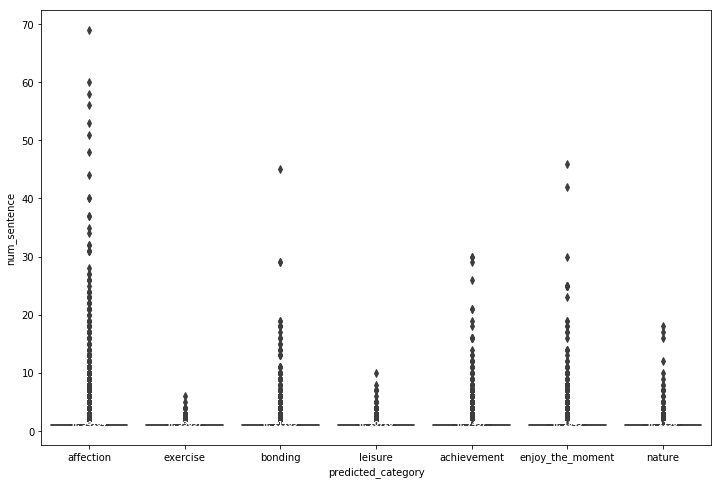 70
60
50
40
30
20
10
0
num_sentence
affection exercise bonding leisure achievement enjoy_the_moment nature
predicted_category